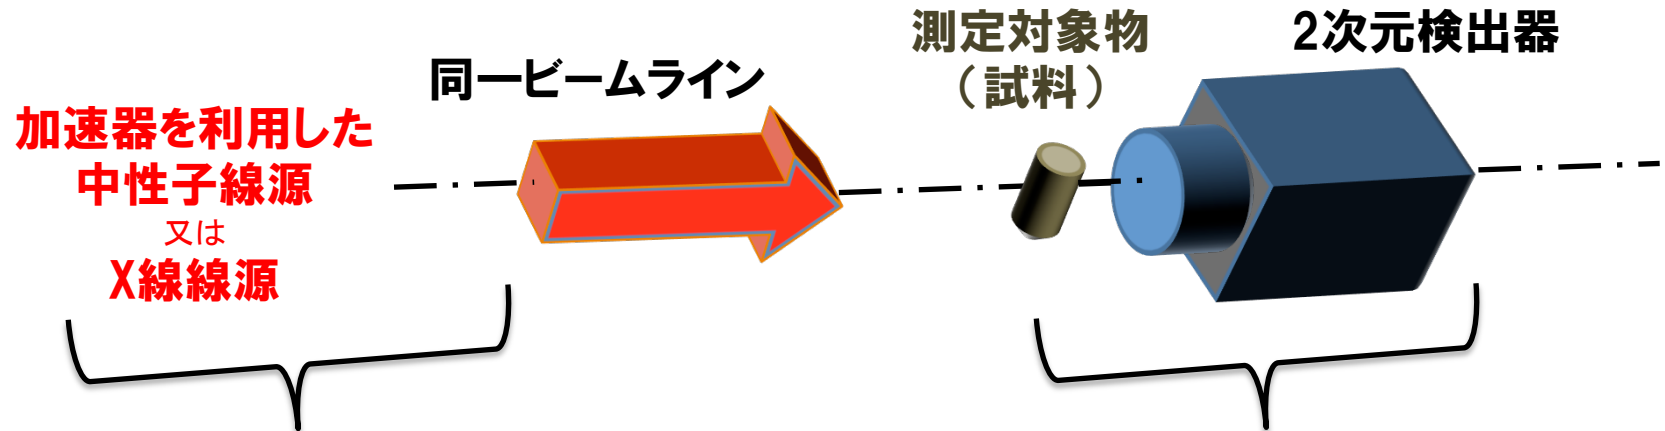 加速器を利用した
中性子線源
又は
X線線源
同一ビームライン
測定対象物
（試料）
2次元検出器